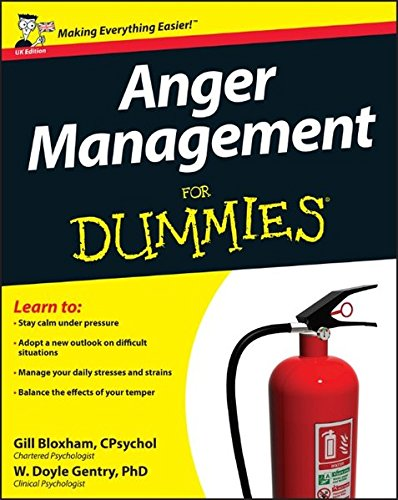 Making Everything Easier!™
UK Edition
Anger
Management
FOR
DUMMIES®
Learn to:
• Stay calm under pressure
• Adopt a new outlook on difficult
situations
• Manage your daily stresses and strains
• Balance the effects of your temper
Gill Bloxham, CPsychol
Chartered Psychologist
W. Doyle Gentry, PhD
Clinical Psychologist